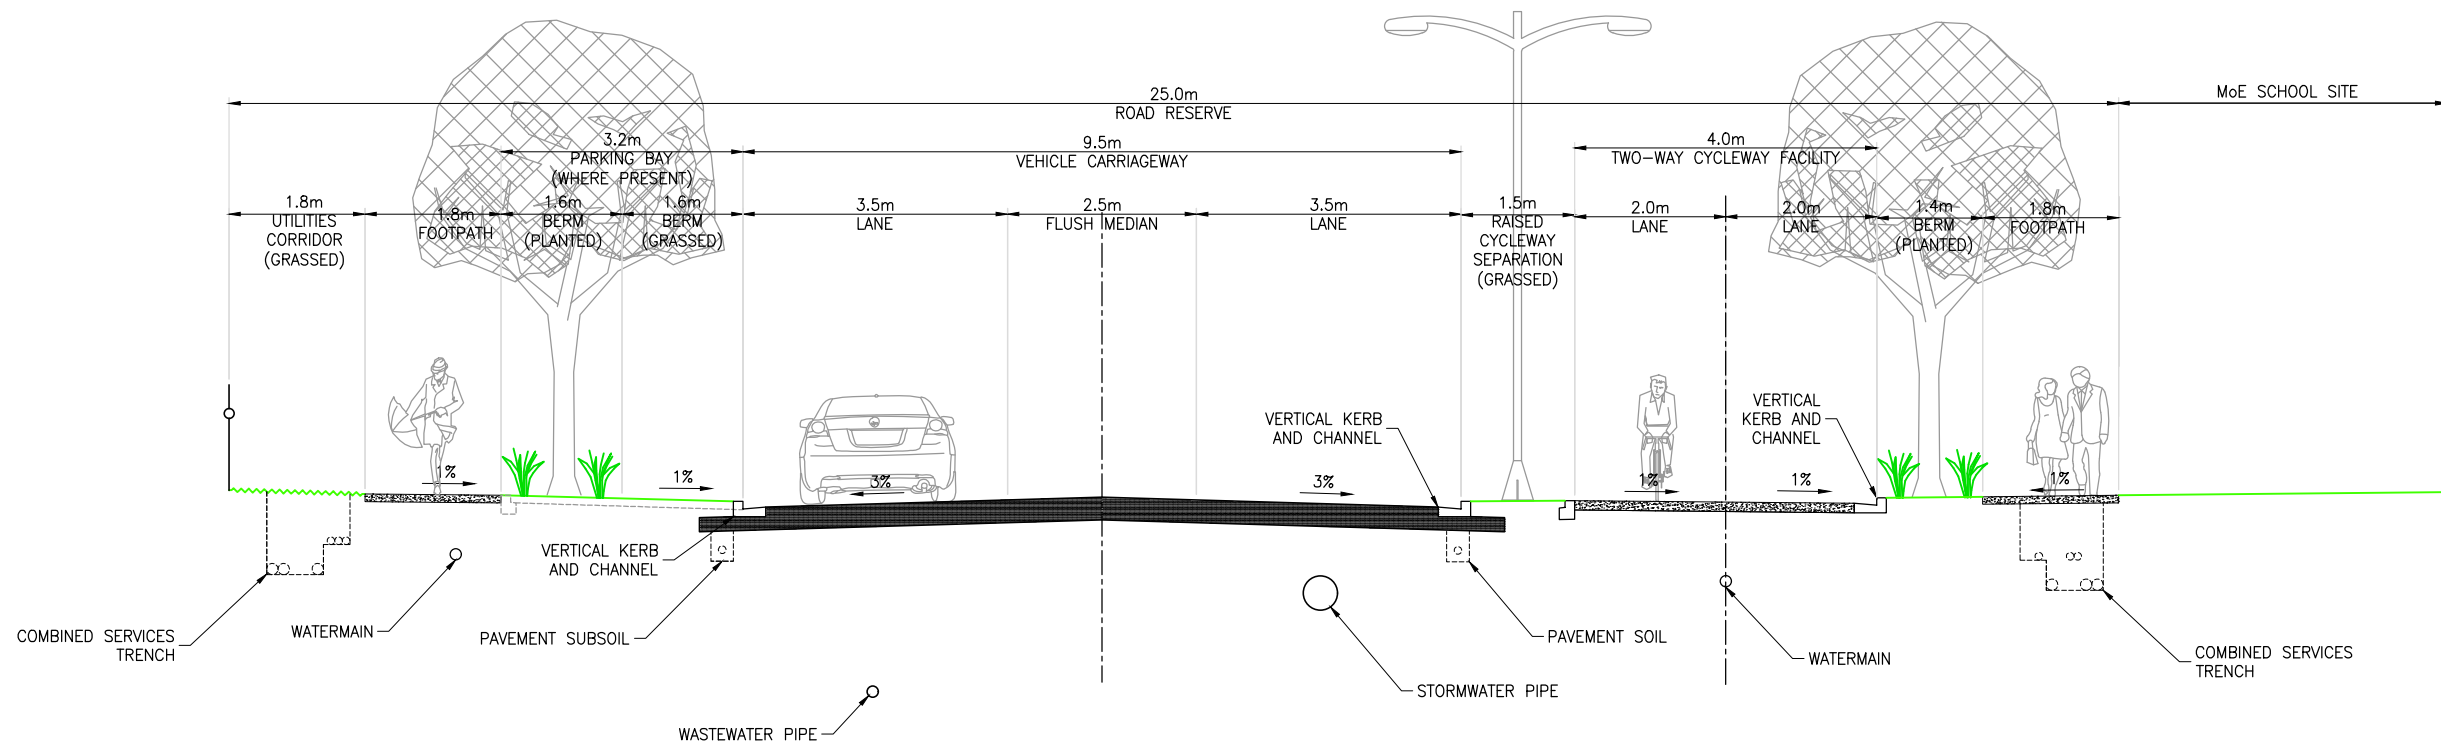 25.0m
ROAD RESERVE
MoE SCHOOL SITE
3.2m
PARKING BAY
(WHERE PRESENT)
9.5m
VEHICLE CARRIAGEWAY
4.0m
TWO-WAY CYCLEWAY FACILITY
1.8m
UTILITIES
CORRIDOR
(GRASSED)
1.8m
FOOTPATH
1.6m
BERM
(PLANTED)
1.6m
BERM
(GRASSED)
3.5m
LANE
2.5m
FLUSH MEDIAN
3.5m
LANE
1.5m
RAISED
CYCLEWAY
SEPARATION
(GRASSED)
2.0m
LANE
2.0m
LANE
1.4m
BERM
(PLANTED)
1.8m
FOOTPATH
VERTICAL KERB
AND CHANNEL
VERTICAL
KERB AND
CHANNEL
1%
1%
3%
3%
1%
1%
1%
VERTICAL KERB
AND CHANNEL
COMBINED SERVICES
TRENCH
WATERMAIN
PAVEMENT SUBSOIL
WASTEWATER PIPE
STORMWATER PIPE
PAVEMENT SOIL
WATERMAIN
COMBINED SERVICES
TRENCH